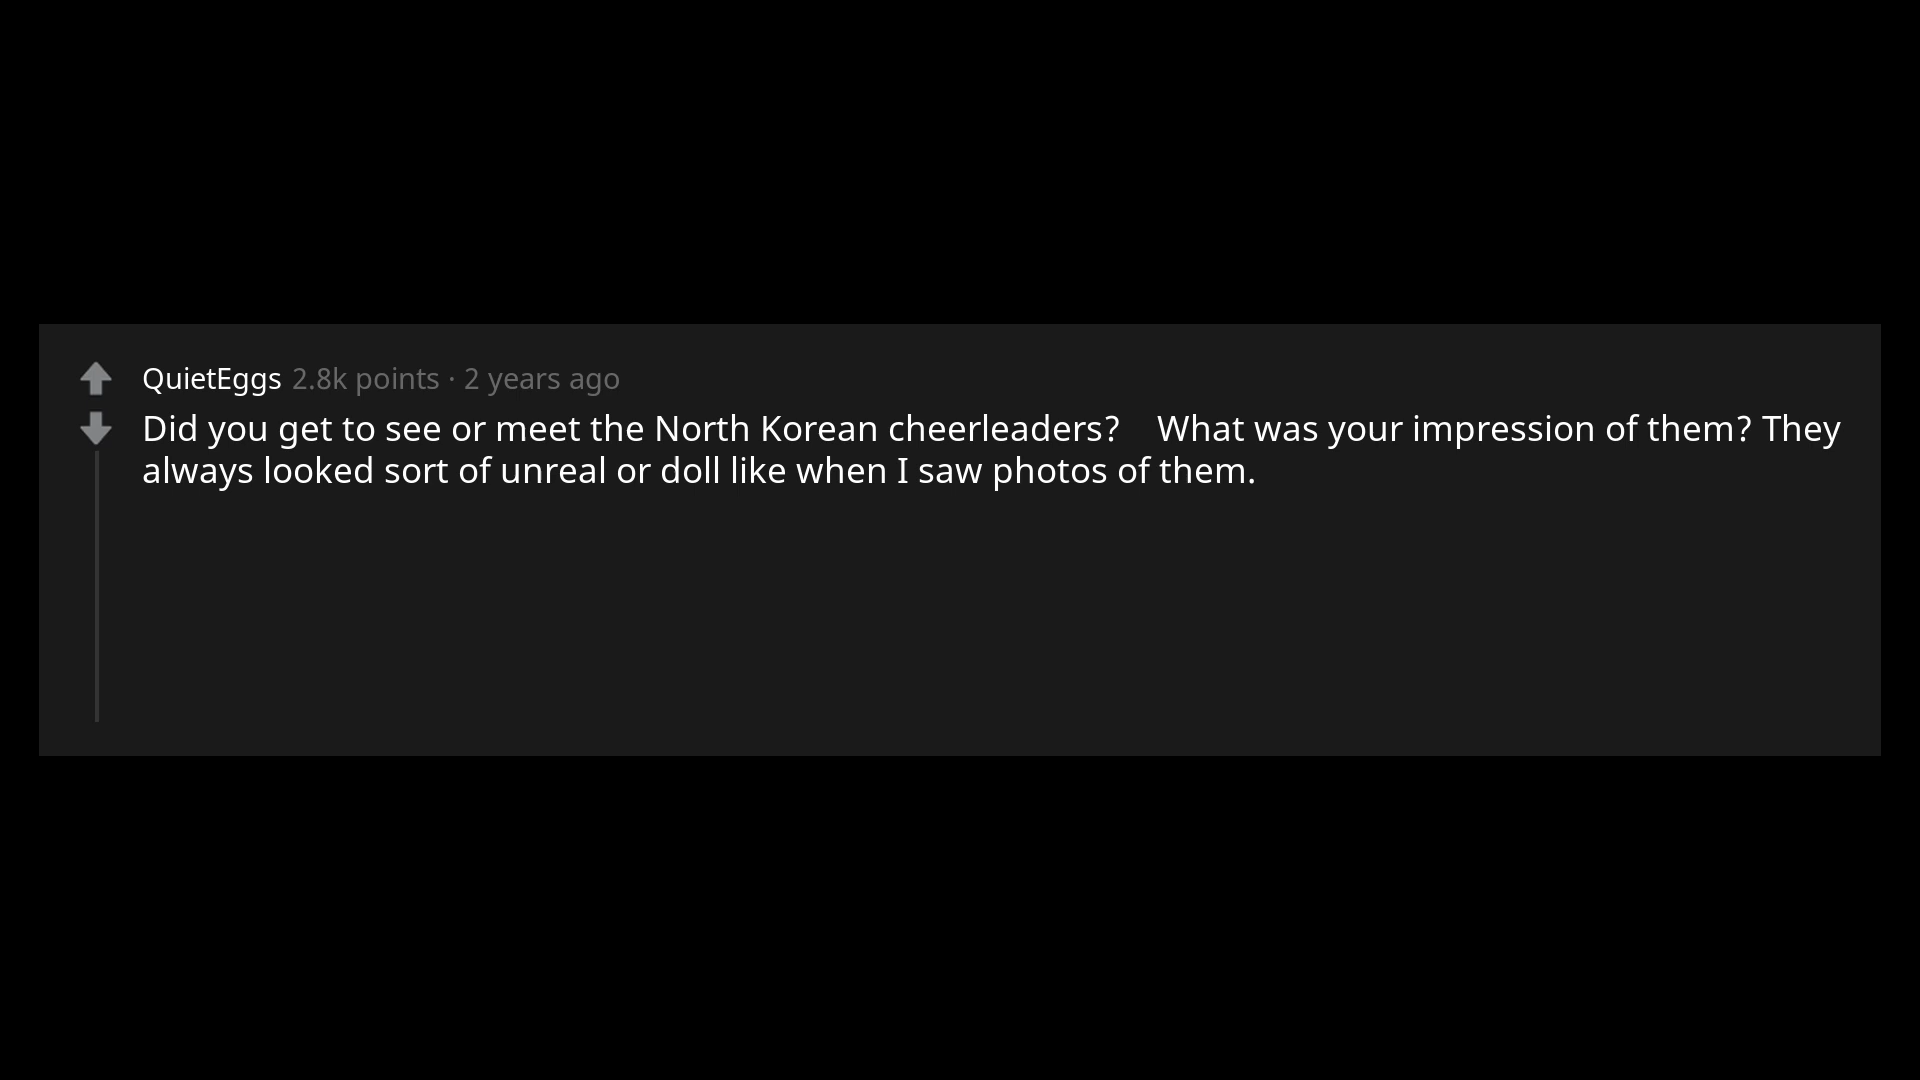 QuietEggs 2.8k points · 2 years ago
Did you get to see or meet the North Korean cheerleaders?    What was your impression of them? They
always looked sort of unreal or doll like when I saw photos of them.